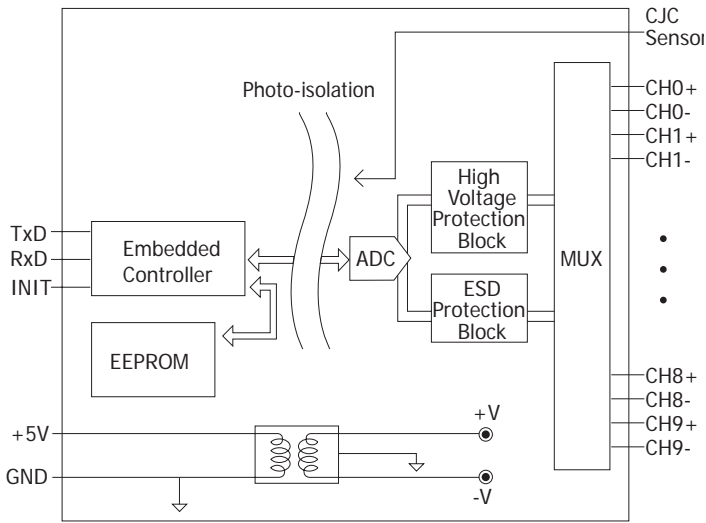 CJC
Sensor
Photo-isolation
CH0+
CH0-
CH1+
CH1-
High
Voltage
Protection
Block
TxD
RxD
INIT
Embedded
Controller
ADC
MUX
ESD
Protection
Block
EEPROM
CH8+
CH8-
CH9+
CH9-
+5V
GND
+V
-V